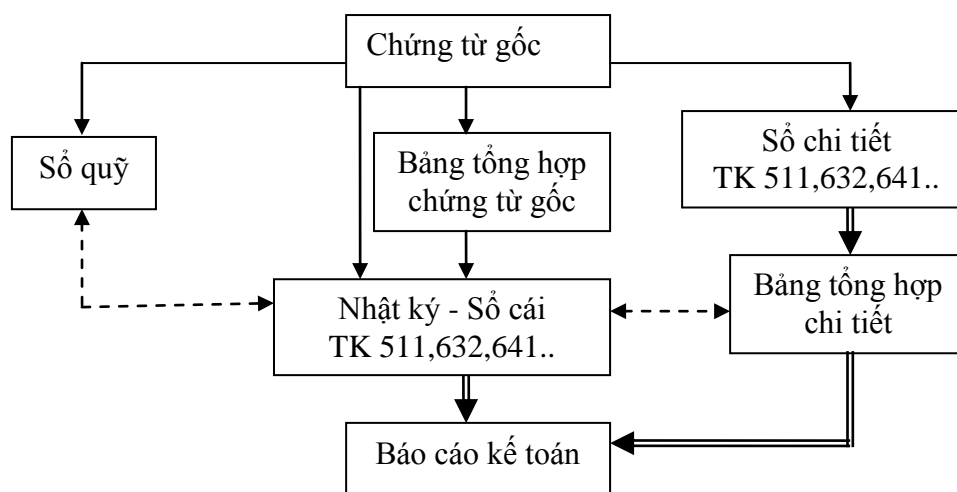 Chứng từ gốc
Sổ quỹ
Bảng tổng hợp
chứng từ gốc
Sổ chi tiết
TK 511,632,641..
Nhật ký - Sổ cái
TK 511,632,641..
Bảng tổng hợp
chi tiết
Báo cáo kế toán